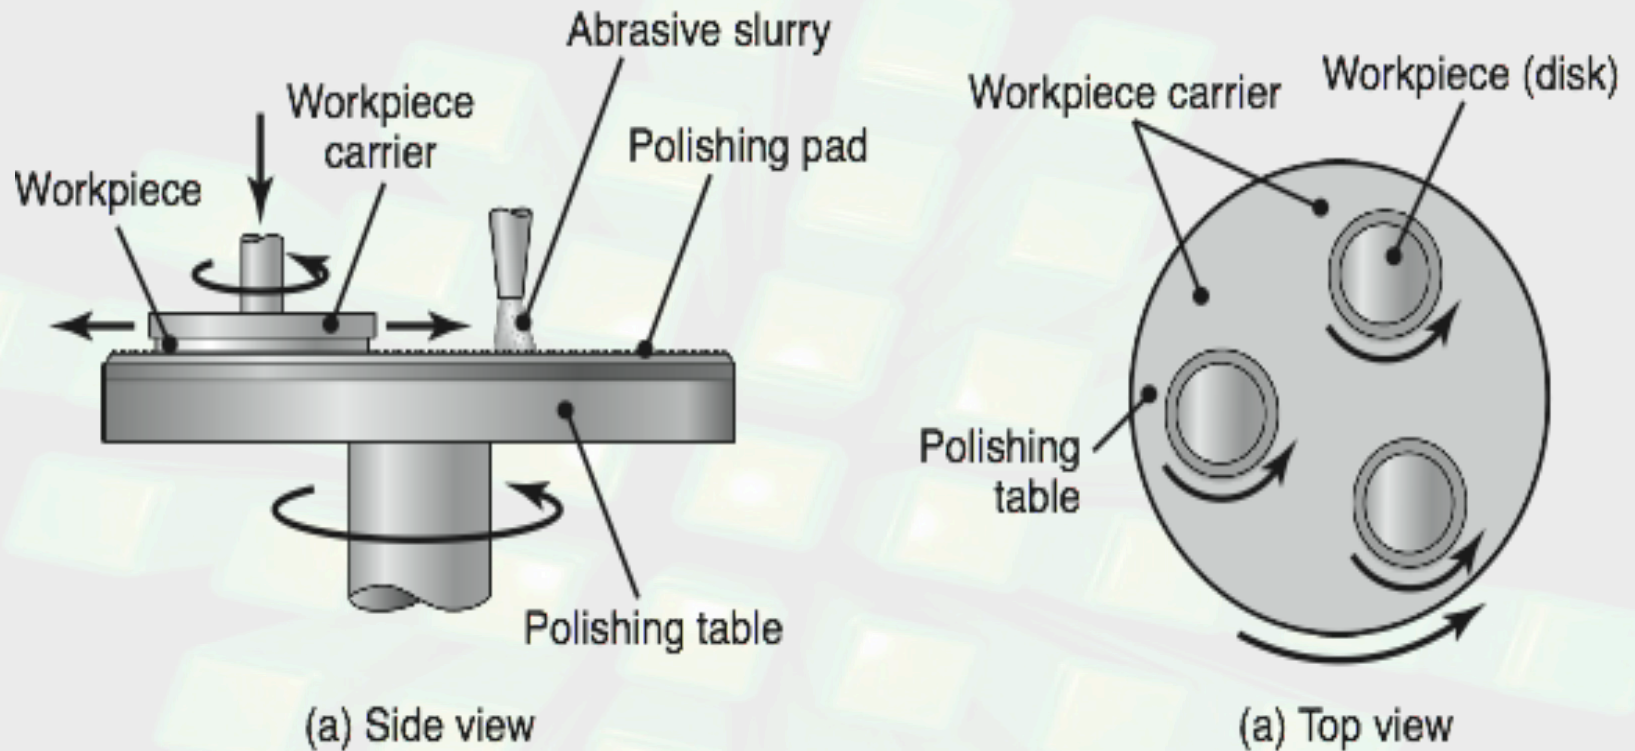 Abrasive slurry
Workpiece
carrier
Polishing pad
Workpiece
Polishing table
(a) Side view
Workpiece carrier
Workpiece (disk)
Polishing
table
(a) Top view